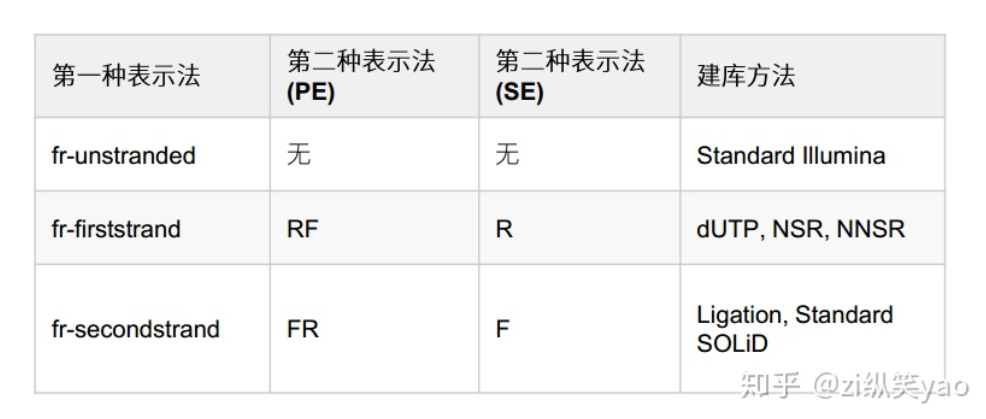 第一种表示法
第二种表示法
(PE)
第二种表示法
(SE)
建库方法
fr-unstranded
无
无
Standard Illumina
fr-firststrand
RF
R
dUTP, NSR, NNSR
fr-secondstrand
FR
F
Ligation, Standard
SOLiD
知乎 @zi纵笑yao